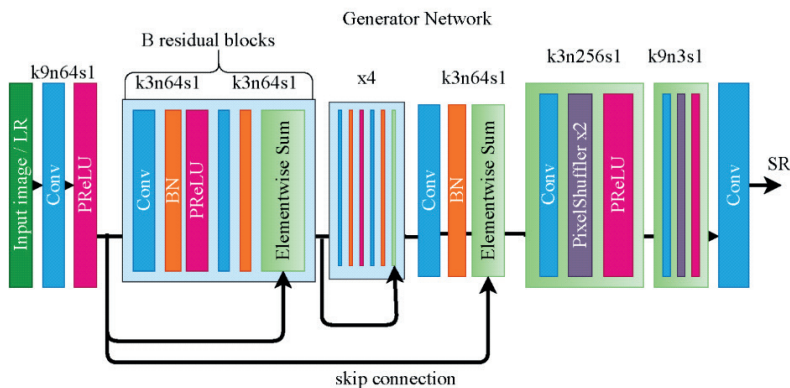 Generator Network
B residual blocks
k9n64s1
k3n64s1
k3n64s1
x4
k3n64s1
k3n256s1
k9n3s1
Input image / LR
Conv
PReLU
Conv
BN
PReLU
Elementwise Sum
Conv
BN
Elementwise Sum
Conv
PixelShuffler x2
PReLU
Conv
SR
skip connection